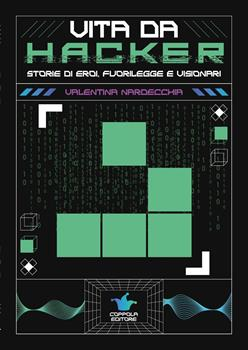 VITA DA
HACKER
STORIE DI EROI, FUORILEGGE E VISIONARI
VALENTINA NARDECCHIA
COPPOLA
EDITORE